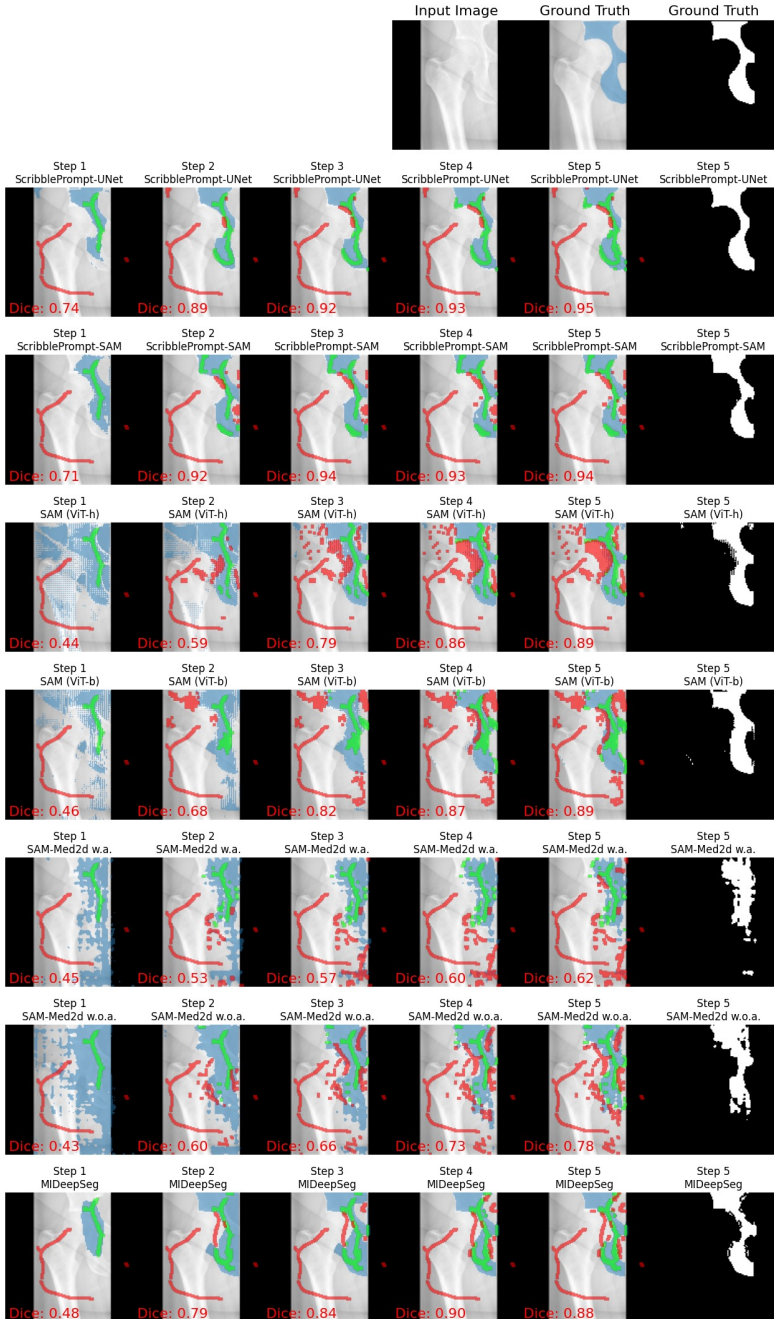 Input Image Ground Truth Ground Truth
Step 1 Step 2 Step 3 Step 4 Step 5 Step 5
ScribblePrompt-UNet ScribblePrompt-UNet ScribblePrompt-UNet ScribblePrompt-UNet ScribblePrompt-UNet ScribblePrompt-UNet
Dice: 0.74 Dice: 0.89 Dice: 0.92 Dice: 0.93 Dice: 0.95
Step 1 Step 2 Step 3 Step 4 Step 5 Step 5
ScribblePrompt-SAM ScribblePrompt-SAM ScribblePrompt-SAM ScribblePrompt-SAM ScribblePrompt-SAM ScribblePrompt-SAM
Dice: 0.71 Dice: 0.92 Dice: 0.94 Dice: 0.93 Dice: 0.94
Step 1 Step 2 Step 3 Step 4 Step 5 Step 5
SAM (ViT-h) SAM (ViT-h) SAM (ViT-h) SAM (ViT-h) SAM (ViT-h) SAM (ViT-h)
Dice: 0.44 Dice: 0.59 Dice: 0.79 Dice: 0.86 Dice: 0.89
Step 1 Step 2 Step 3 Step 4 Step 5 Step 5
SAM (ViT-b) SAM (ViT-b) SAM (ViT-b) SAM (ViT-b) SAM (ViT-b) SAM (ViT-b)
Dice: 0.46 Dice: 0.68 Dice: 0.82 Dice: 0.87 Dice: 0.89
Step 1 Step 2 Step 3 Step 4 Step 5 Step 5
SAM-Med2d w.a. SAM-Med2d w.a. SAM-Med2d w.a. SAM-Med2d w.a. SAM-Med2d w.a. SAM-Med2d w.a.
Dice: 0.45 Dice: 0.53 Dice: 0.57 Dice: 0.60 Dice: 0.62
Step 1 Step 2 Step 3 Step 4 Step 5 Step 5
SAM-Med2d w.o.a. SAM-Med2d w.o.a. SAM-Med2d w.o.a. SAM-Med2d w.o.a. SAM-Med2d w.o.a. SAM-Med2d w.o.a.
Dice: 0.43 Dice: 0.60 Dice: 0.66 Dice: 0.73 Dice: 0.78
Step 1 Step 2 Step 3 Step 4 Step 5 Step 5
MIDeepSeg MIDeepSeg MIDeepSeg MIDeepSeg MIDeepSeg MIDeepSeg
Dice: 0.48 Dice: 0.79 Dice: 0.84 Dice: 0.90 Dice: 0.88